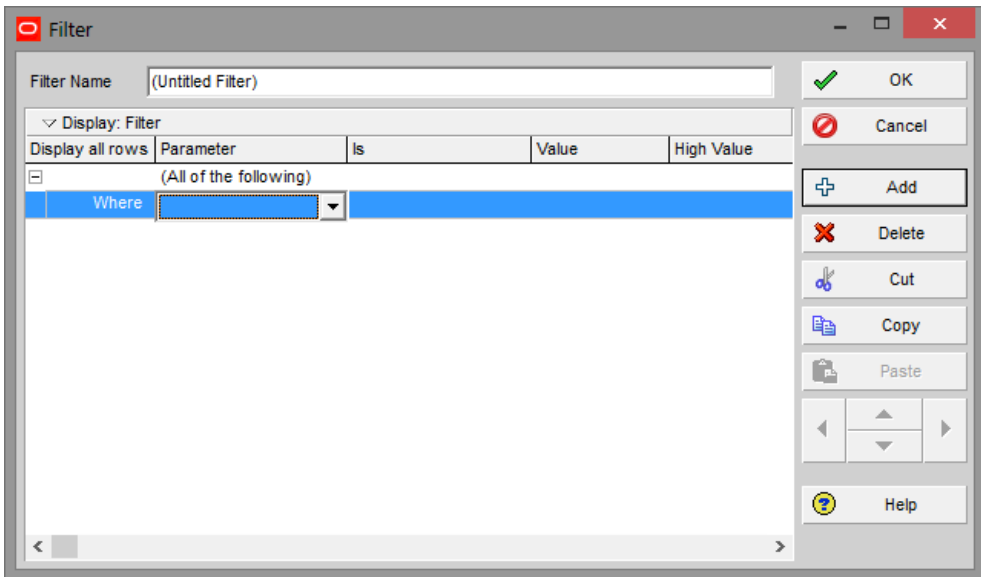 Filter
Filter Name (Untitled Filter) OK
Display: Filter Cancel
Display all rows Parameter Is Value High Value
(All of the following) Add
Where
Delete
Cut
Copy
Paste
Help